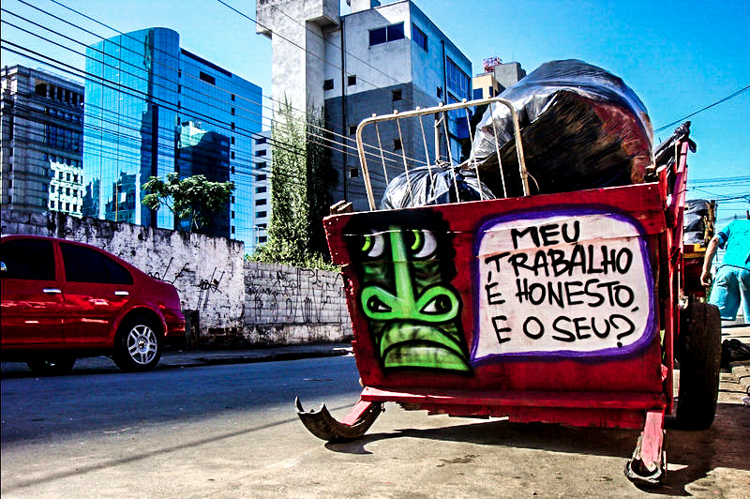 MEU
TRABALHO
É HONESTO,
E O SEU?